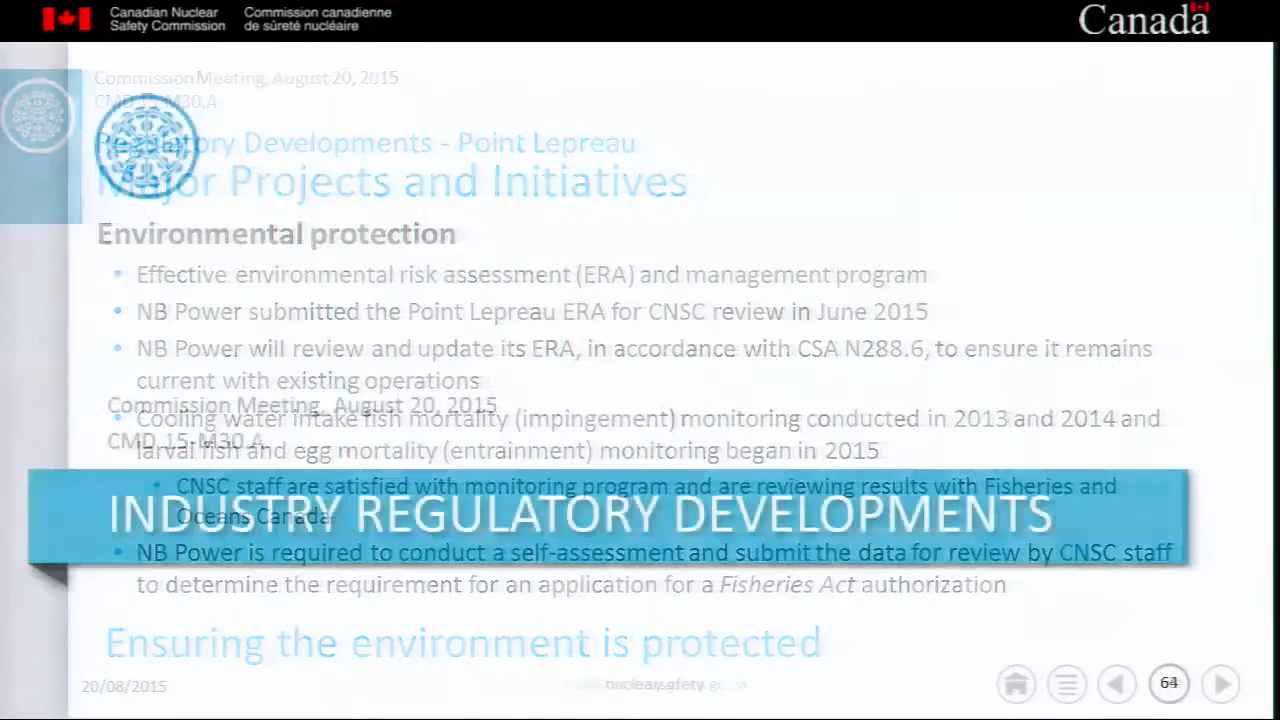 Canadian Nuclear
Safety Commission
Commission canadienne
de sûreté nucléaire
Canada
Commission Meeting, August 20, 2015
CMD 15-M30.A
Regulatory Developments - Point Lepreau
Major Projects and Initiatives
Environmental protection
• Effective environmental risk assessment (ERA) and management program
• NB Power submitted the Point Lepreau ERA for CNSC review in June 2015
• NB Power will review and update its ERA, in accordance with CSA N288.6, to ensure it remains
current with existing operations
Commission Meeting, August 20, 2015
• Cooling water intake fish mortality (impingement) monitoring conducted in 2013 and 2014 and
CMD 15-M30.A
larval fish and egg mortality (entrainment) monitoring began in 2015
• CNSC staff are satisfied with monitoring program and are reviewing results with Fisheries and
Oceans Canada
INDUSTRY REGULATORY DEVELOPMENTS
• NB Power is required to conduct a self-assessment and submit the data for review by CNSC staff
to determine the requirement for an application for a Fisheries Act authorization
Ensuring the environment is protected
20/08/2015